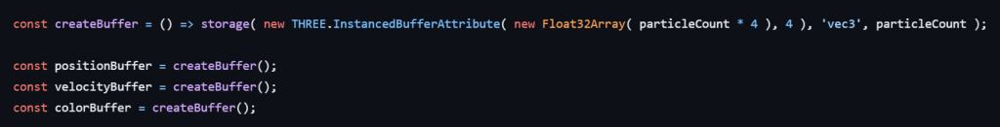 const createBuffer = () => storage( new THREE.InstancedBufferAttribute( new Float32Array( particleCount * 4 ), 4 ), 'vec3', particleCount );
const positionBuffer = createBuffer();
const velocityBuffer = createBuffer();
const colorBuffer = createBuffer();